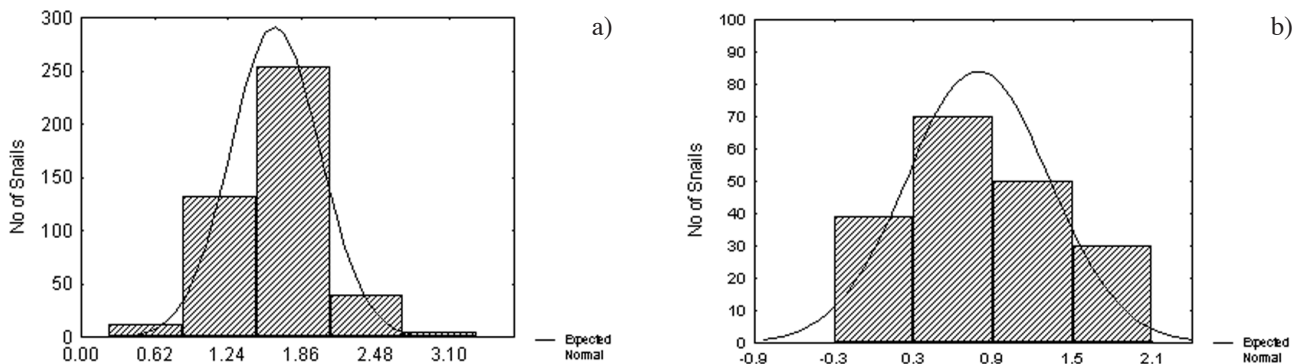 a)
300
250
200
150
100
50
0
No of Snails
0.00 0.62 1.24 1.86 2.48 3.10
Expected
Normal
b)
100
90
80
70
60
50
40
30
20
10
0
No of Snails
-0.9 -0.3 0.3 0.9 1.5 2.1
Expected
Normal